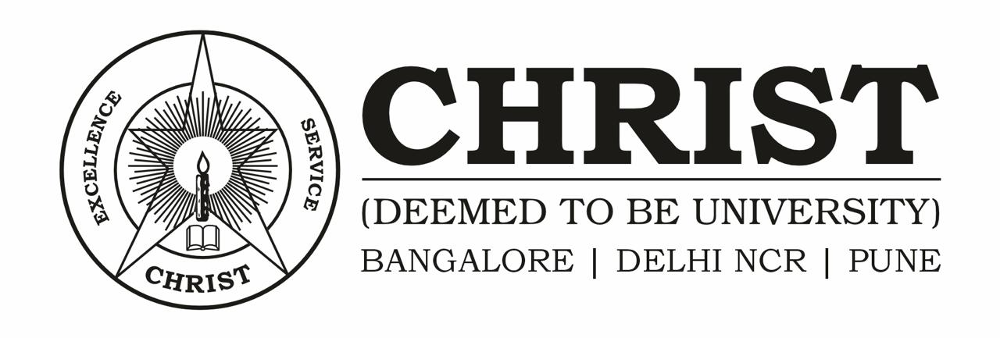 EXCELLENCE
SERVICE
CHRIST
CHRIST
(DEEMED TO BE UNIVERSITY)
BANGALORE | DELHI NCR | PUNE